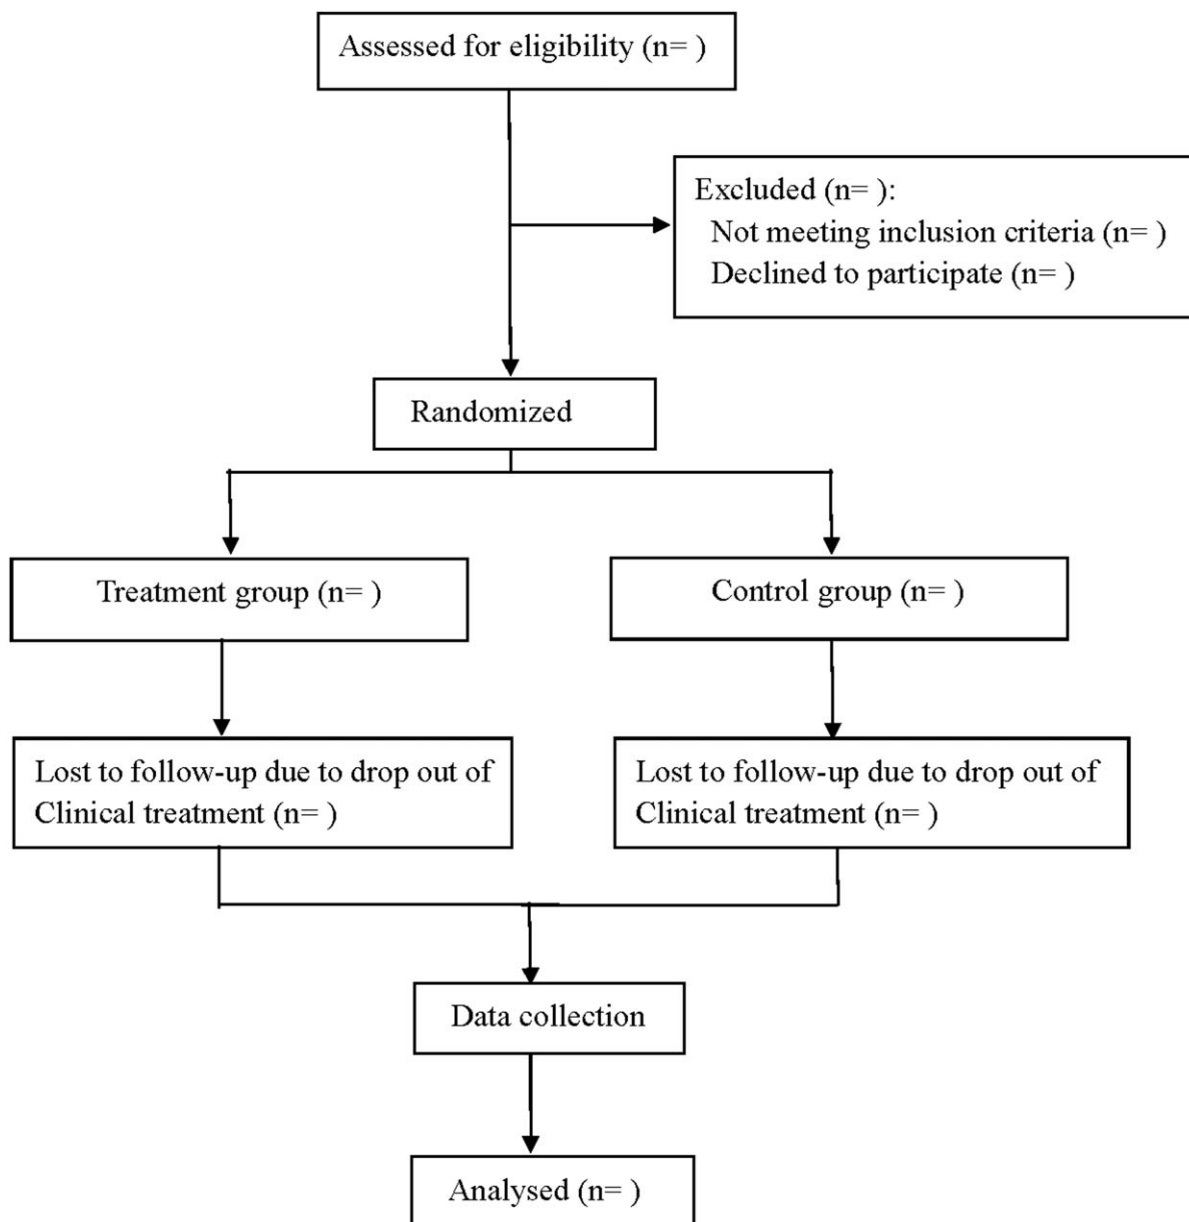 Assessed for eligibility (n= )
Excluded (n= ):
Not meeting inclusion criteria (n= )
Declined to participate (n= )
Randomized
Treatment group (n= )
Control group (n= )
Lost to follow-up due to drop out of
Clinical treatment (n= )
Lost to follow-up due to drop out of
Clinical treatment (n= )
Data collection
Analysed (n= )